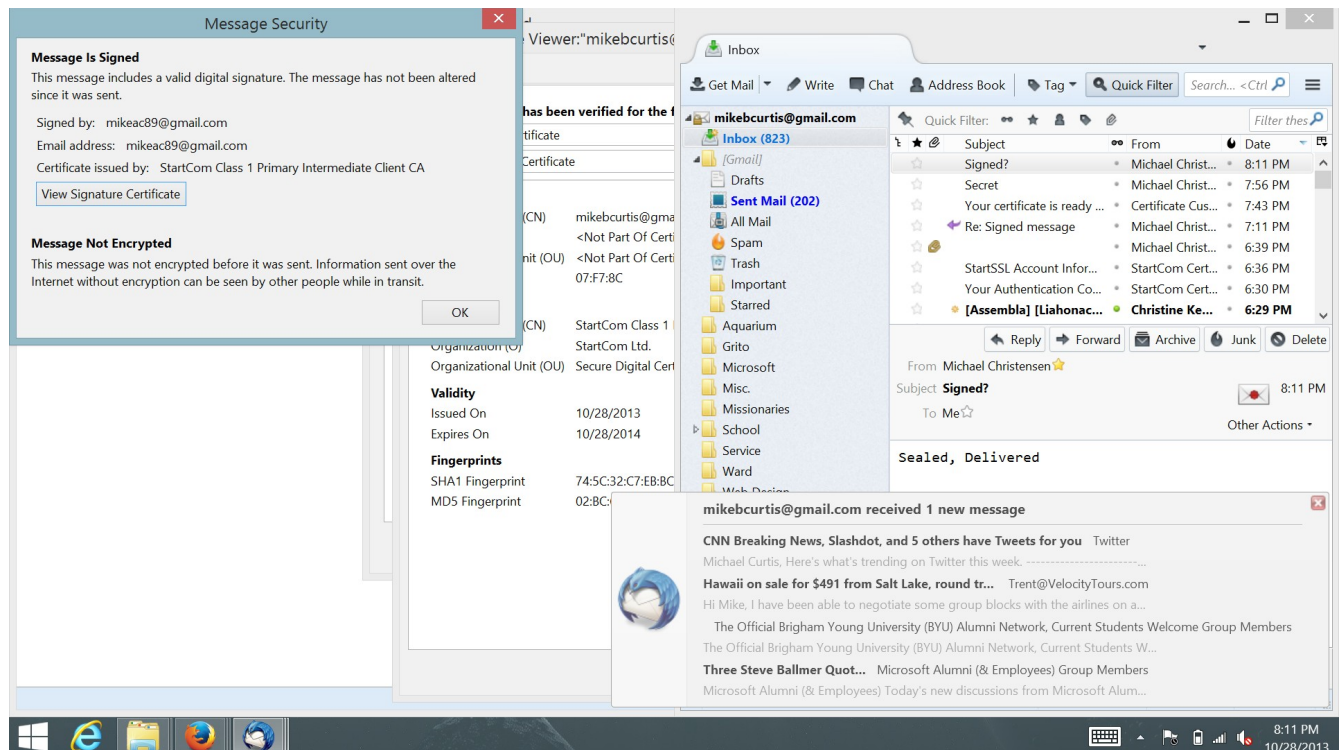 Message Security
Message Is Signed
This message includes a valid digital signature. The message has not been altered
since it was sent.
Signed by: mikeac89@gmail.com
Email address: mikeac89@gmail.com
Certificate issued by: StartCom Class 1 Primary Intermediate Client CA
View Signature Certificate
Message Not Encrypted
This message was not encrypted before it was sent. Information sent over the
Internet without encryption can be seen by other people while in transit.
OK
Viewer:"mikebcurtis@
has been verified for the f
tificate
Certificate
(CN) mikebcurtis@gma
<Not Part Of Certi
nit (OU) <Not Part Of Certi
07:F7:8C
(CN) StartCom Class 1
Organization (O) StartCom Ltd.
Organizational Unit (OU) Secure Digital Cert
Validity
Issued On 10/28/2013
Expires On 10/28/2014
Fingerprints
SHA1 Fingerprint 74:5C:32:C7:EB:BC
MD5 Fingerprint 02:BC:
Inbox
Get Mail Write Chat Address Book Tag Quick Filter Search... <Ctrl
mikebcurtis@gmail.com
Inbox (823)
[Gmail]
Drafts
Sent Mail (202)
All Mail
Spam
Trash
Important
Starred
Aquarium
Grito
Microsoft
Misc.
Missionaries
School
Service
Ward
Web Design
Quick Filter: Filter thes
Subject From Date
Signed? Michael Christ... 8:11 PM
Secret Michael Christ... 7:56 PM
Your certificate is ready ... Certificate Cus... 7:43 PM
Re: Signed message Michael Christ... 7:11 PM
Michael Christ... 6:39 PM
StartSSL Account Infor... StartCom Cert... 6:36 PM
Your Authentication Co... StartCom Cert... 6:30 PM
[Assembla] [Liahonac... Christine Ke... 6:29 PM
Reply Forward Archive Junk Delete
From Michael Christensen
Subject Signed? 8:11 PM
To Me
Other Actions
Sealed, Delivered
mikebcurtis@gmail.com received 1 new message
CNN Breaking News, Slashdot, and 5 others have Tweets for you Twitter
Michael Curtis, Here's what's trending on Twitter this week. -----------------------...
Hawaii on sale for $491 from Salt Lake, round tr... Trent@VelocityTours.com
Hi Mike, I have been able to negotiate some group blocks with the airlines on a...
The Official Brigham Young University (BYU) Alumni Network, Current Students Welcome Group Members
The Official Brigham Young University (BYU) Alumni Network, Current Students W...
Three Steve Ballmer Quot... Microsoft Alumni (& Employees) Group Members
Microsoft Alumni (& Employees) Today's new discussions from Microsoft Alum...
8:11 PM
10/28/2013